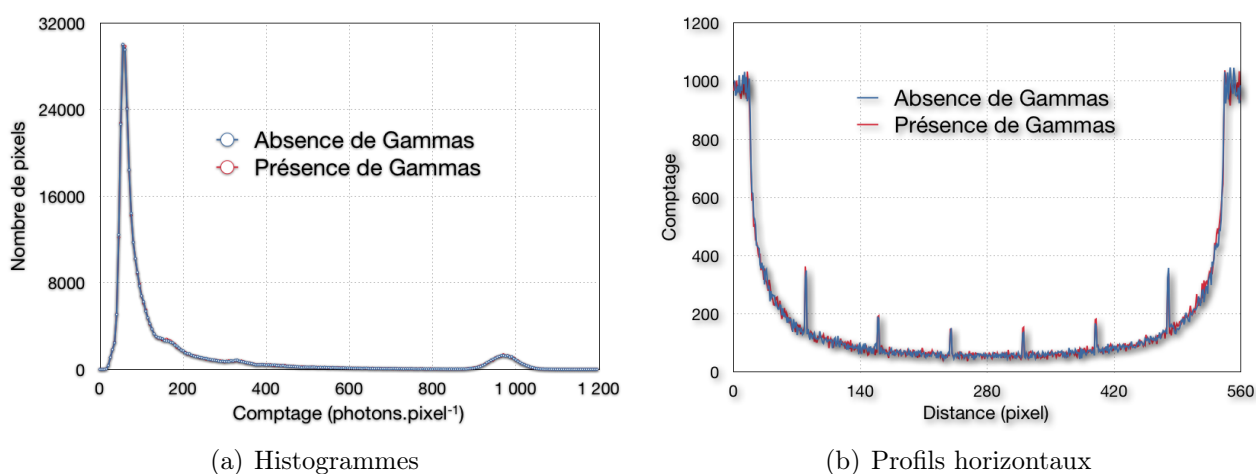 32000
24000
16000
8000
0
Nombre de pixels
Absence de Gammas
Présence de Gammas
0 200 400 600 800 1 000 1 200
Comptage (photons.pixel⁻¹)
(a) Histogrammes
1200
1000
800
600
400
200
0
Comptage
Absence de Gammas
Présence de Gammas
0 140 280 420 560
Distance (pixel)
(b) Profils horizontaux